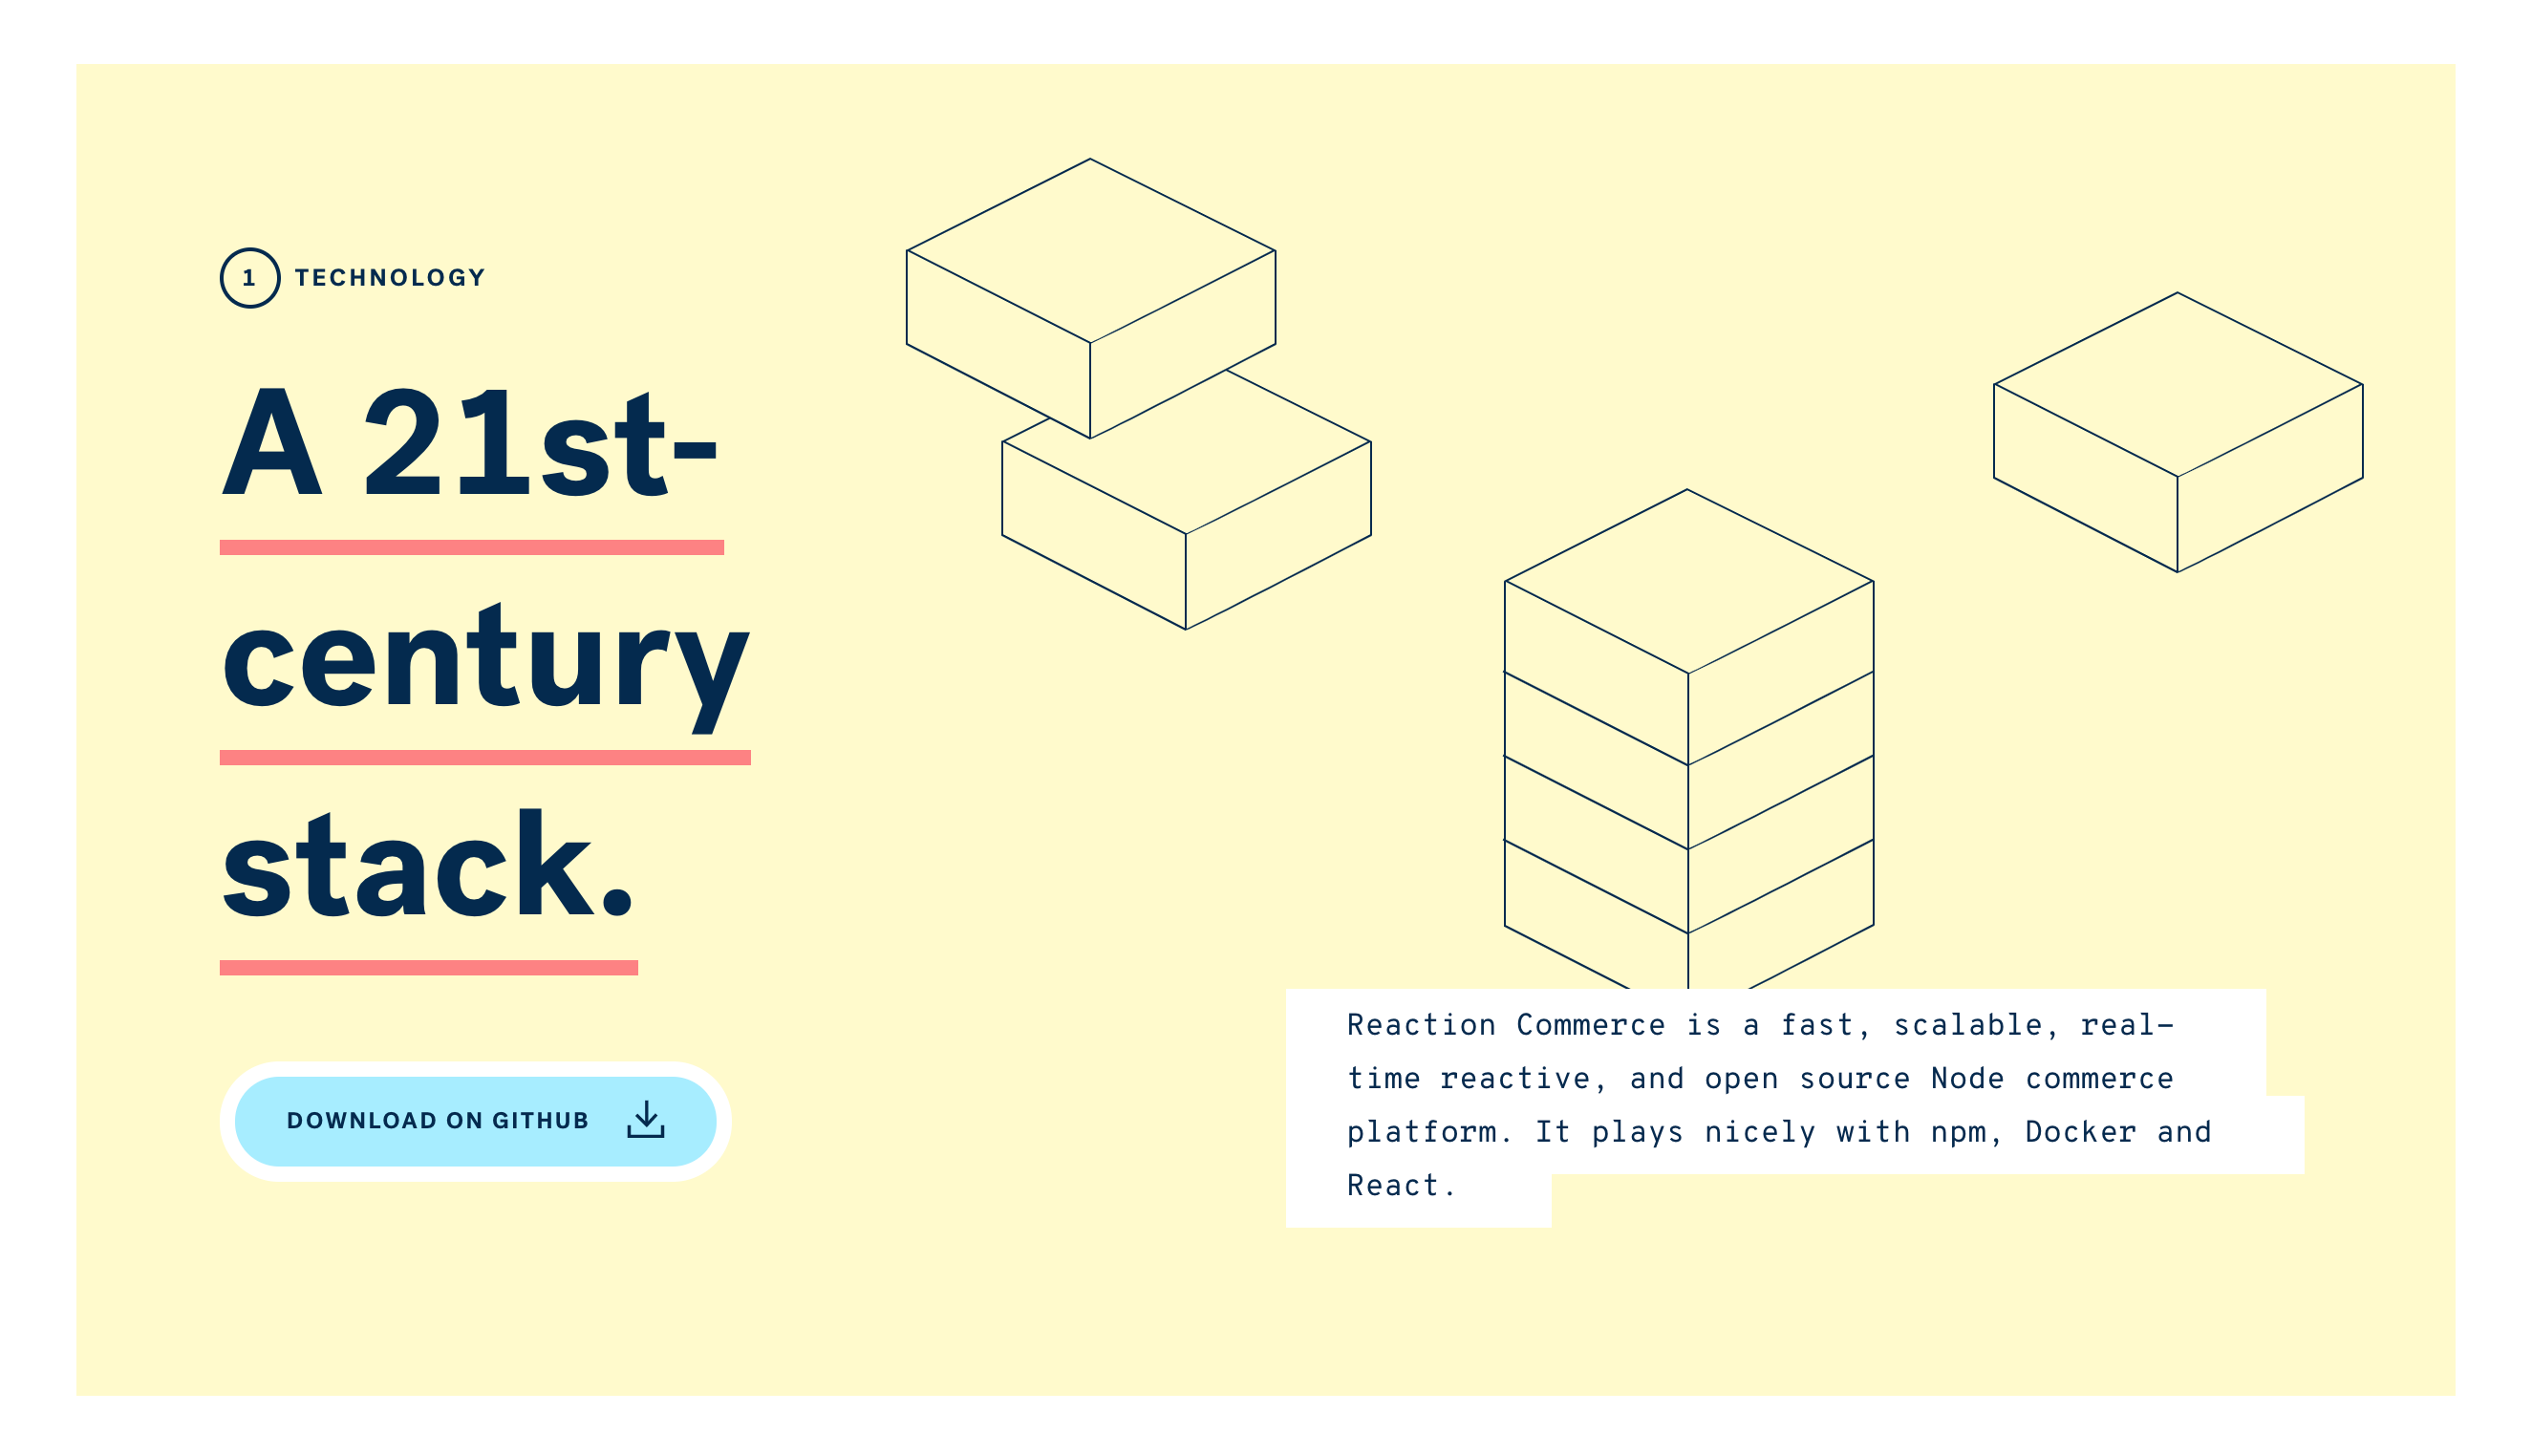 1 TECHNOLOGY
A 21st-
century
stack.
DOWNLOAD ON GITHUB
Reaction Commerce is a fast, scalable, real-
time reactive, and open source Node commerce
platform. It plays nicely with npm, Docker and
React.